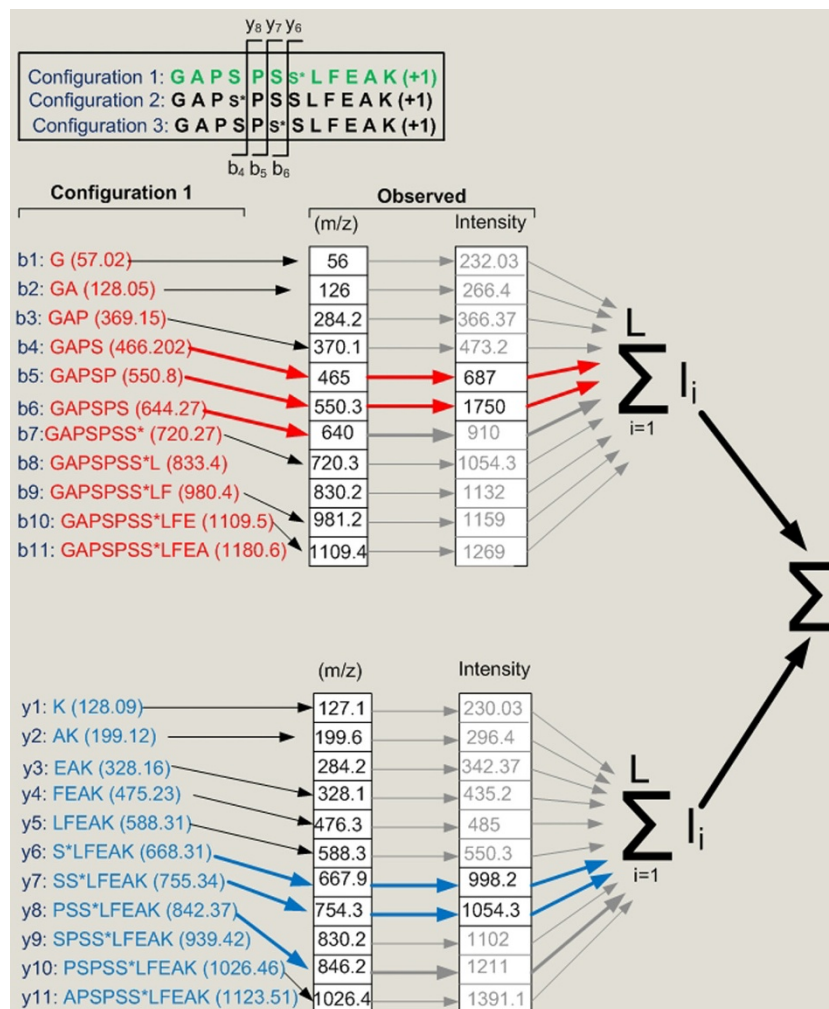 y8 y7 y6
Configuration 1: G A P S P S S* L F E A K (+1)
Configuration 2: G A P S* P S S L F E A K (+1)
Configuration 3: G A P S P S* S L F E A K (+1)
b4 b5 b6
Configuration 1 Observed
(m/z) Intensity
b1: G (57.02) 56 232.03
b2: GA (128.05) 126 266.4
b3: GAP (369.15) 284.2 366.37
b4: GAPS (466.202) 370.1 473.2
b5: GAPSP (550.8) 465 687
b6: GAPSPS (644.27) 550.3 1750
b7:GAPSPSS* (720.27) 640 910
b8: GAPSPSS*L (833.4) 720.3 1054.3
b9: GAPSPSS*LF (980.4) 830.2 1132
b10: GAPSPSS*LFE (1109.5) 981.2 1159
b11: GAPSPSS*LFEA (1180.6) 1109.4 1269
L
Σ Ii
i=1
Σ
(m/z) Intensity
y1: K (128.09) 127.1 230.03
y2: AK (199.12) 199.6 296.4
y3: EAK (328.16) 284.2 342.37
y4: FEAK (475.23) 328.1 435.2
y5: LFEAK (588.31) 476.3 485
y6: S*LFEAK (668.31) 588.3 550.3
y7: SS*LFEAK (755.34) 667.9 998.2
y8: PSS*LFEAK (842.37) 754.3 1054.3
y9: SPSS*LFEAK (939.42) 830.2 1102
y10: PSPSS*LFEAK (1026.46) 846.2 1211
y11: APSPSS*LFEAK (1123.51) 1026.4 1391.1
L
Σ Ii
i=1